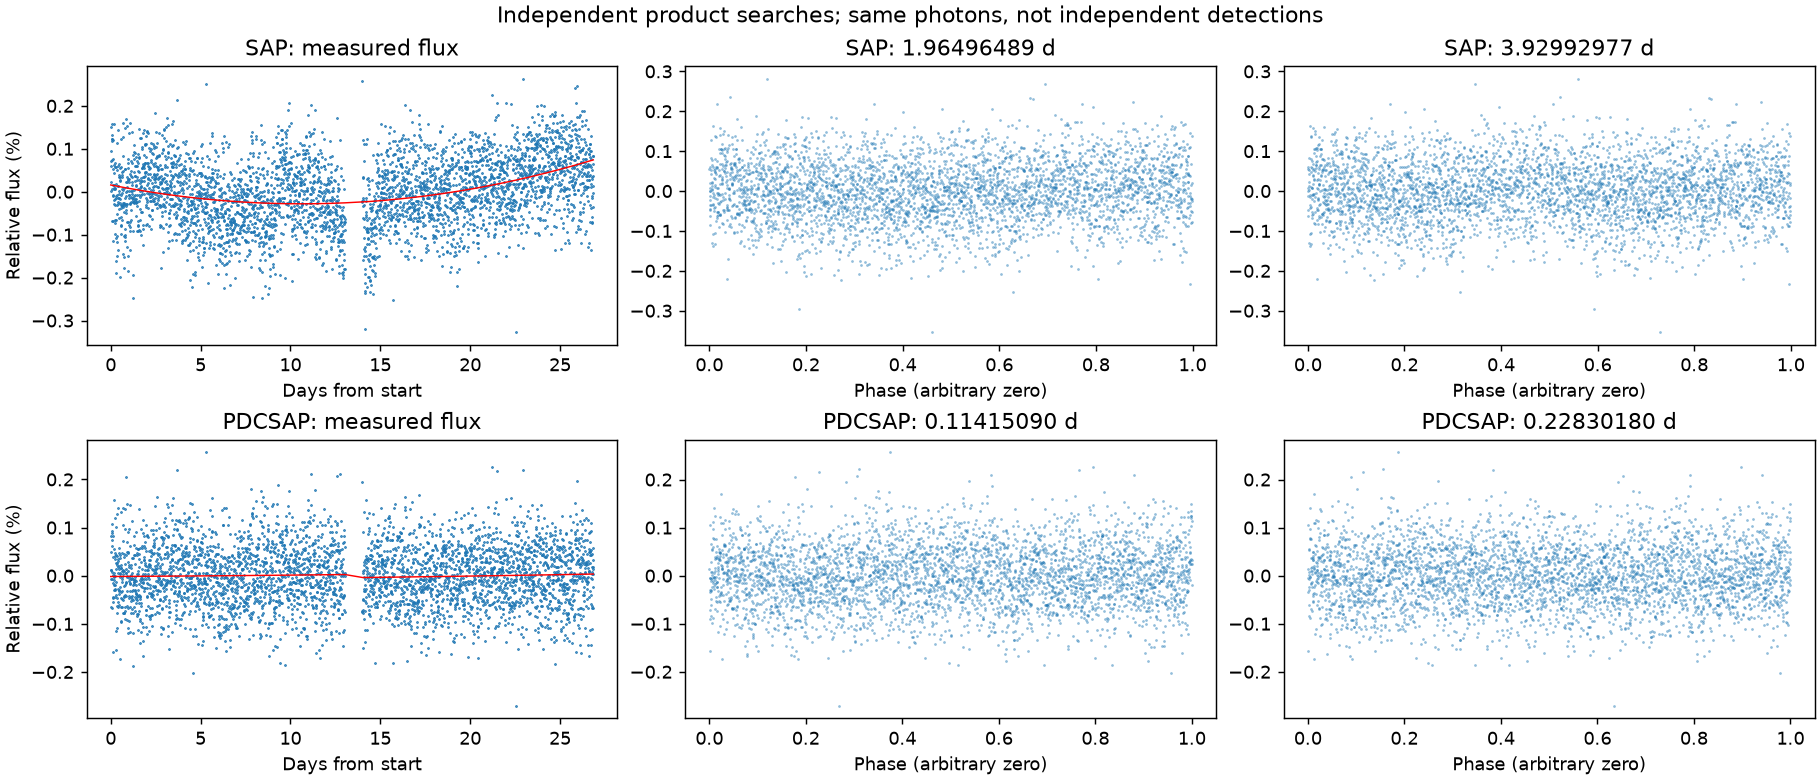 Independent product searches; same photons, not independent detections
SAP: measured flux
SAP: 1.96496489 d
SAP: 3.92992977 d
Relative flux (%)
0.2
0.1
0.0
−0.1
−0.2
−0.3
0 5 10 15 20 25
Days from start
0.3
0.2
0.1
0.0
−0.1
−0.2
−0.3
0.0 0.2 0.4 0.6 0.8 1.0
Phase (arbitrary zero)
0.3
0.2
0.1
0.0
−0.1
−0.2
−0.3
0.0 0.2 0.4 0.6 0.8 1.0
Phase (arbitrary zero)
PDCSAP: measured flux
PDCSAP: 0.11415090 d
PDCSAP: 0.22830180 d
Relative flux (%)
0.2
0.1
0.0
−0.1
−0.2
0 5 10 15 20 25
Days from start
0.2
0.1
0.0
−0.1
−0.2
0.0 0.2 0.4 0.6 0.8 1.0
Phase (arbitrary zero)
0.2
0.1
0.0
−0.1
−0.2
0.0 0.2 0.4 0.6 0.8 1.0
Phase (arbitrary zero)